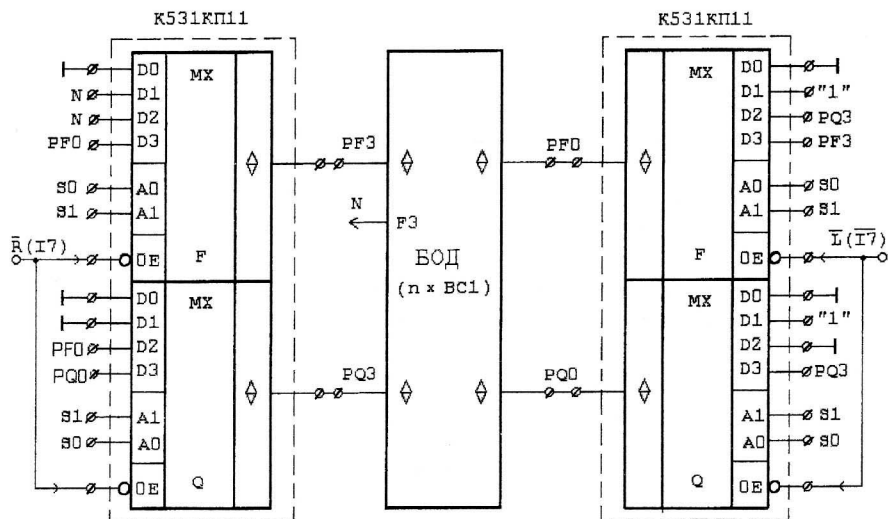 К531КП11
К531КП11
D0
MX
N D1
N D2
PF0 D3
S0 A0
S1 A1
R̅(I7)
OE F
D0
MX
D1
PF0 D2
PQ0 D3
S1 A1
S0 A0
OE Q
PF3
PF0
N
F3
БОД
(n × BC1)
PQ3
PQ0
MX D0
D1 "1"
D2 PQ3
D3 PF3
A0 S0
A1 S1
L̅(I̅7̅)
F OE
MX D0
D1 "1"
D2
D3 PQ3
A1 S1
A0 S0
Q OE